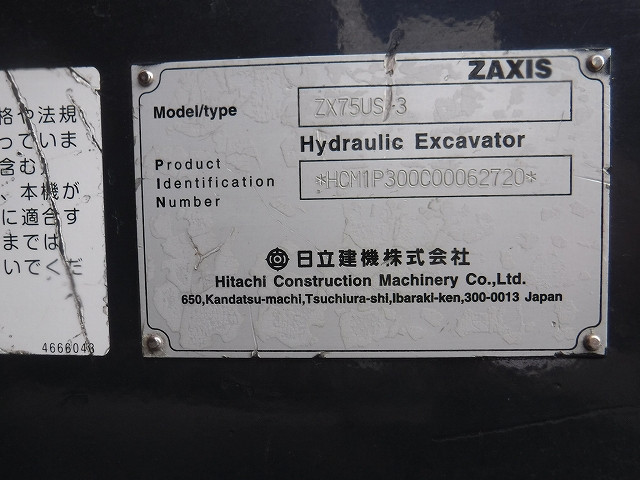 格や法規
っていま
含む)
、本機が
に適合す
までは
いでくだ
4666048
ZAXIS
Model/type ZX75US-3
Hydraulic Excavator
Product
Identification
Number
*HCM1P300C00062720*
日立建機株式会社
Hitachi Construction Machinery Co.,Ltd.
650,Kandatsu-machi,Tsuchiura-shi,Ibaraki-ken,300-0013 Japan